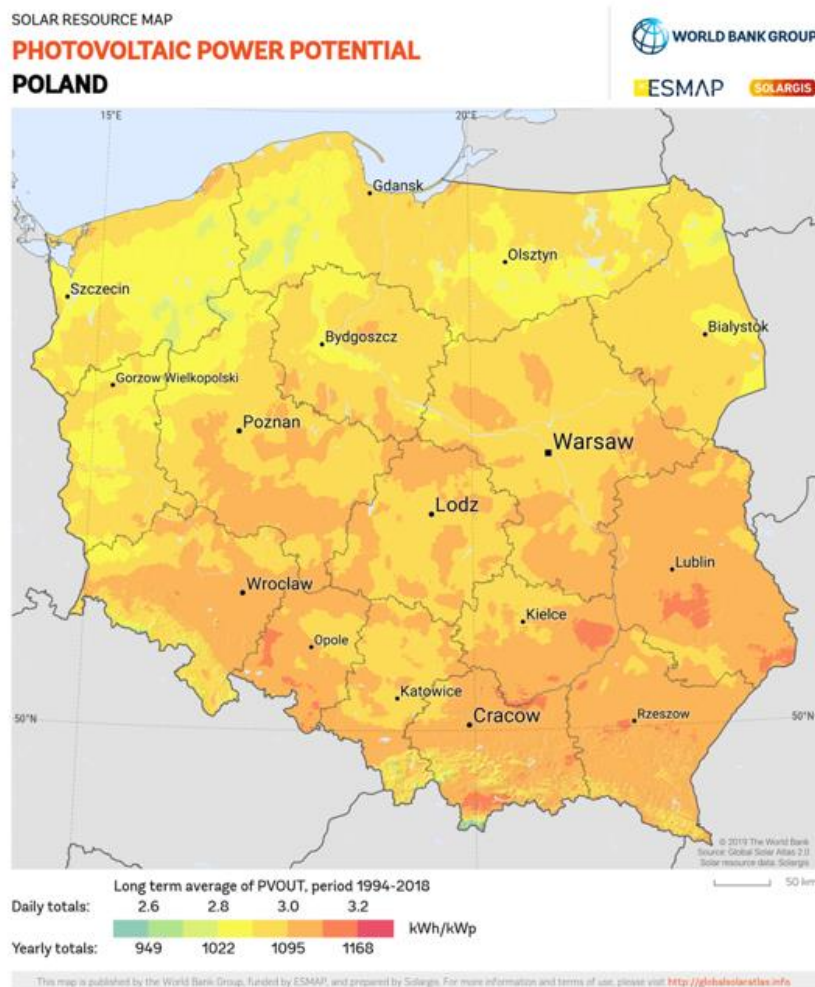 SOLAR RESOURCE MAP
PHOTOVOLTAIC POWER POTENTIAL
POLAND
WORLD BANK GROUP
ESMAP
SOLARGIS
15°E
20°E
Gdansk
Olsztyn
Szczecin
Bydgoszcz
Bialystok
Gorzow Wielkopolski
Poznan
Warsaw
Lodz
Lublin
Wrocław
Kielce
Opole
Katowice
50°N
Cracow
Rzeszow
50°N
© 2019 The World Bank
Source: Global Solar Atlas 2.0
Solar resource data: Solargis
50 km
Long term average of PVOUT, period 1994-2018
Daily totals: 2.6 2.8 3.0 3.2
kWh/kWp
Yearly totals: 949 1022 1095 1168
This map is published by the World Bank Group, funded by ESMAP, and prepared by Solargis. For more information and terms of use, please visit http://globalsolaratlas.info